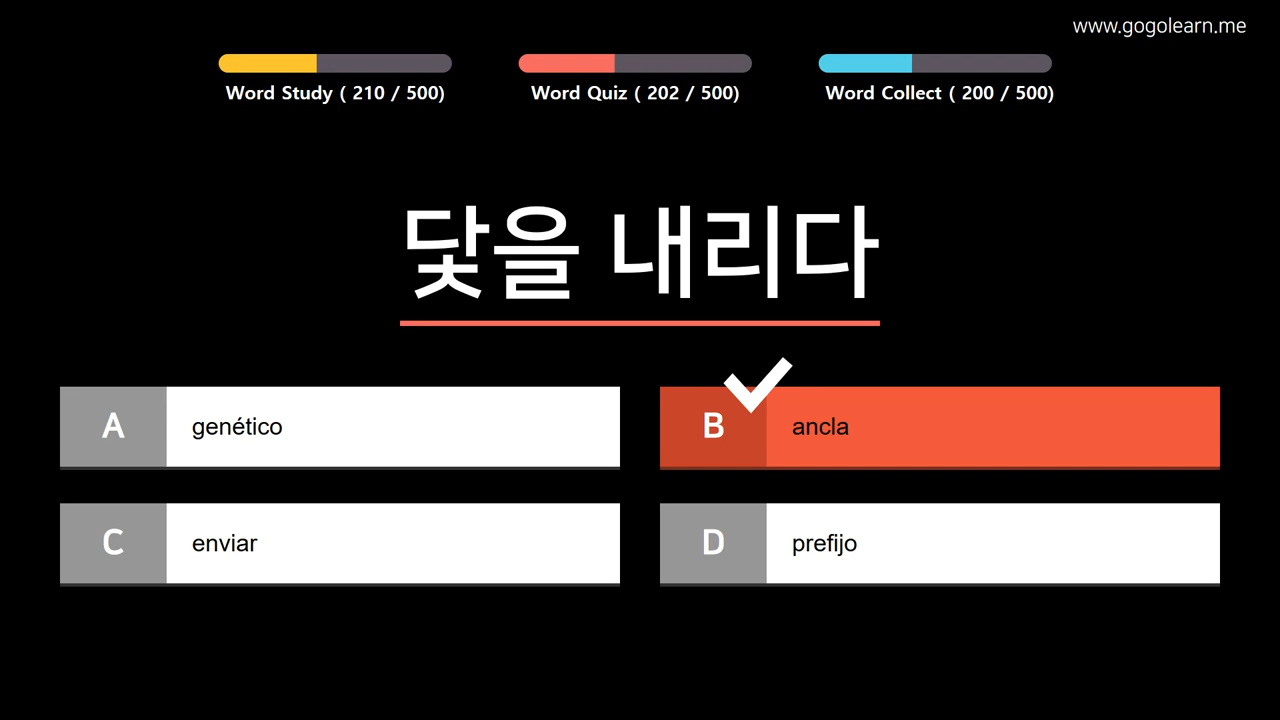 www.gogolearn.me
Word Study ( 210 / 500)
Word Quiz ( 202 / 500)
Word Collect ( 200 / 500)
닻을 내리다
A genético
B ancla
C enviar
D prefijo